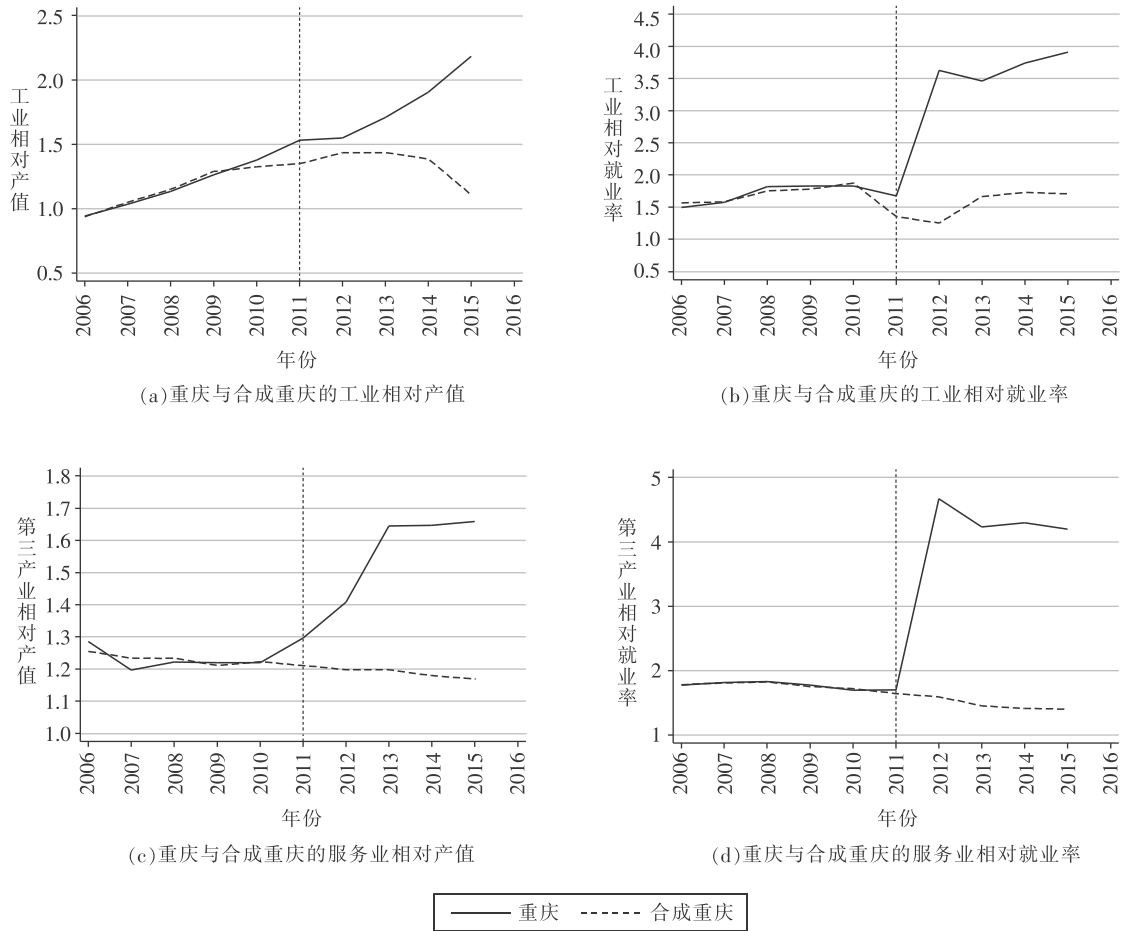 2.5
2.0
1.5
1.0
0.5
工业相对产值
2006 2007 2008 2009 2010 2011 2012 2013 2014 2015 2016
年份
(a)重庆与合成重庆的工业相对产值
4.5
4.0
3.5
3.0
2.5
2.0
1.5
1.0
0.5
工业相对就业率
2006 2007 2008 2009 2010 2011 2012 2013 2014 2015 2016
年份
(b)重庆与合成重庆的工业相对就业率
1.8
1.7
1.6
1.5
1.4
1.3
1.2
1.1
1.0
第三产业相对产值
2006 2007 2008 2009 2010 2011 2012 2013 2014 2015 2016
年份
(c)重庆与合成重庆的服务业相对产值
5
4
3
2
1
第三产业相对就业率
2006 2007 2008 2009 2010 2011 2012 2013 2014 2015 2016
年份
(d)重庆与合成重庆的服务业相对就业率
重庆 合成重庆